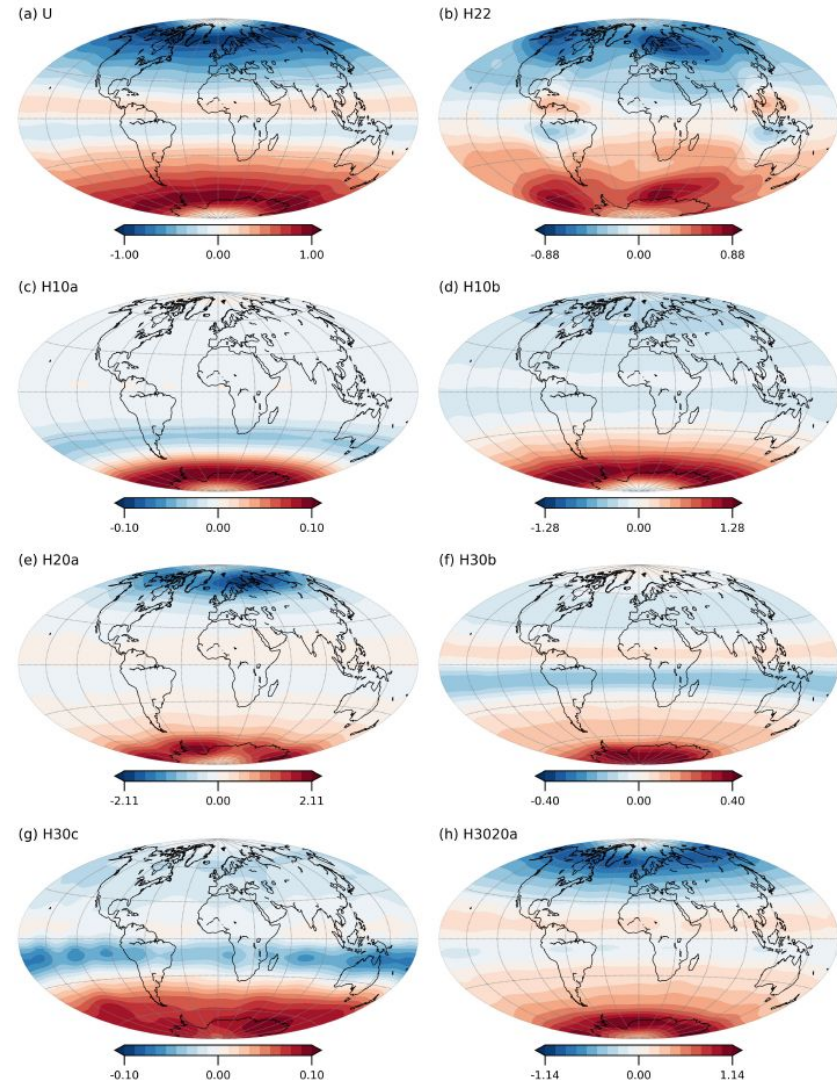 (a) U
(b) H22
-1.00 0.00 1.00
-0.88 0.00 0.88
(c) H10a
(d) H10b
-0.10 0.00 0.10
-1.28 0.00 1.28
(e) H20a
(f) H30b
-2.11 0.00 2.11
-0.40 0.00 0.40
(g) H30c
(h) H3020a
-0.10 0.00 0.10
-1.14 0.00 1.14